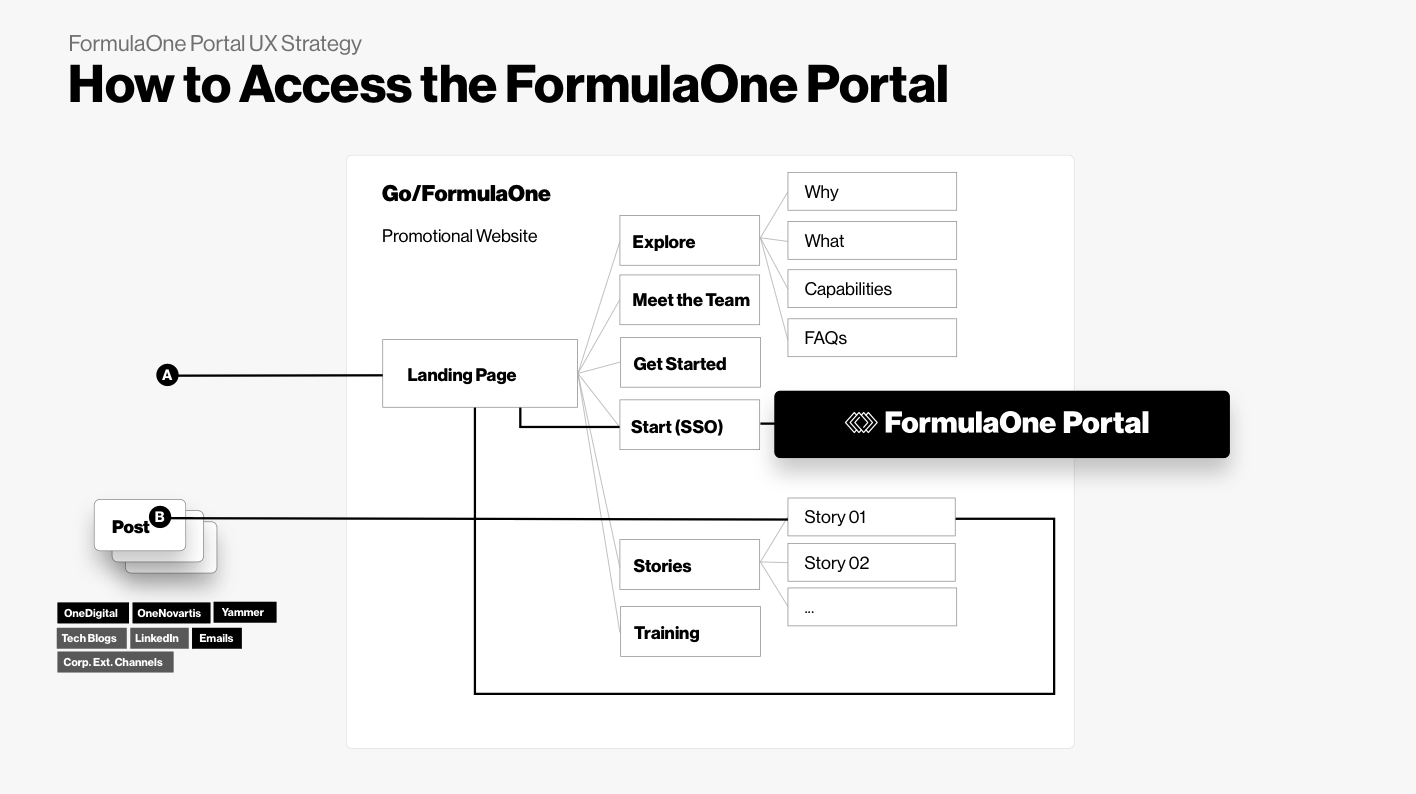 FormulaOne Portal UX Strategy
How to Access the FormulaOne Portal
Go/FormulaOne
Promotional Website
Landing Page
Explore
Meet the Team
Get Started
Start (SSO)
Stories
Training
Why
What
Capabilities
FAQs
FormulaOne Portal
Story 01
Story 02
...
A
Post
B
OneDigital
OneNovartis
Yammer
Tech Blogs
LinkedIn
Emails
Corp. Ext. Channels